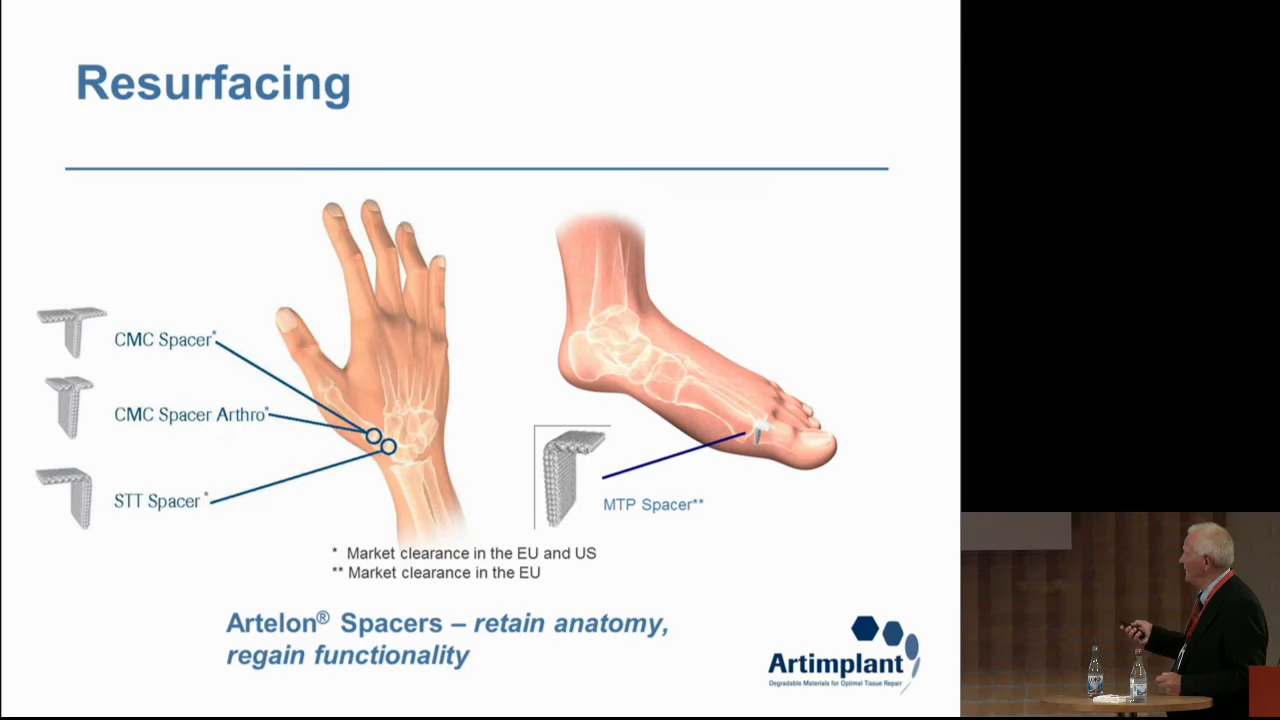 Resurfacing
CMC Spacer*
CMC Spacer Arthro*
STT Spacer *
MTP Spacer**
* Market clearance in the EU and US
** Market clearance in the EU
Artelon® Spacers – retain anatomy,
regain functionality
Artimplant
Degradable Materials for Optimal Tissue Repair